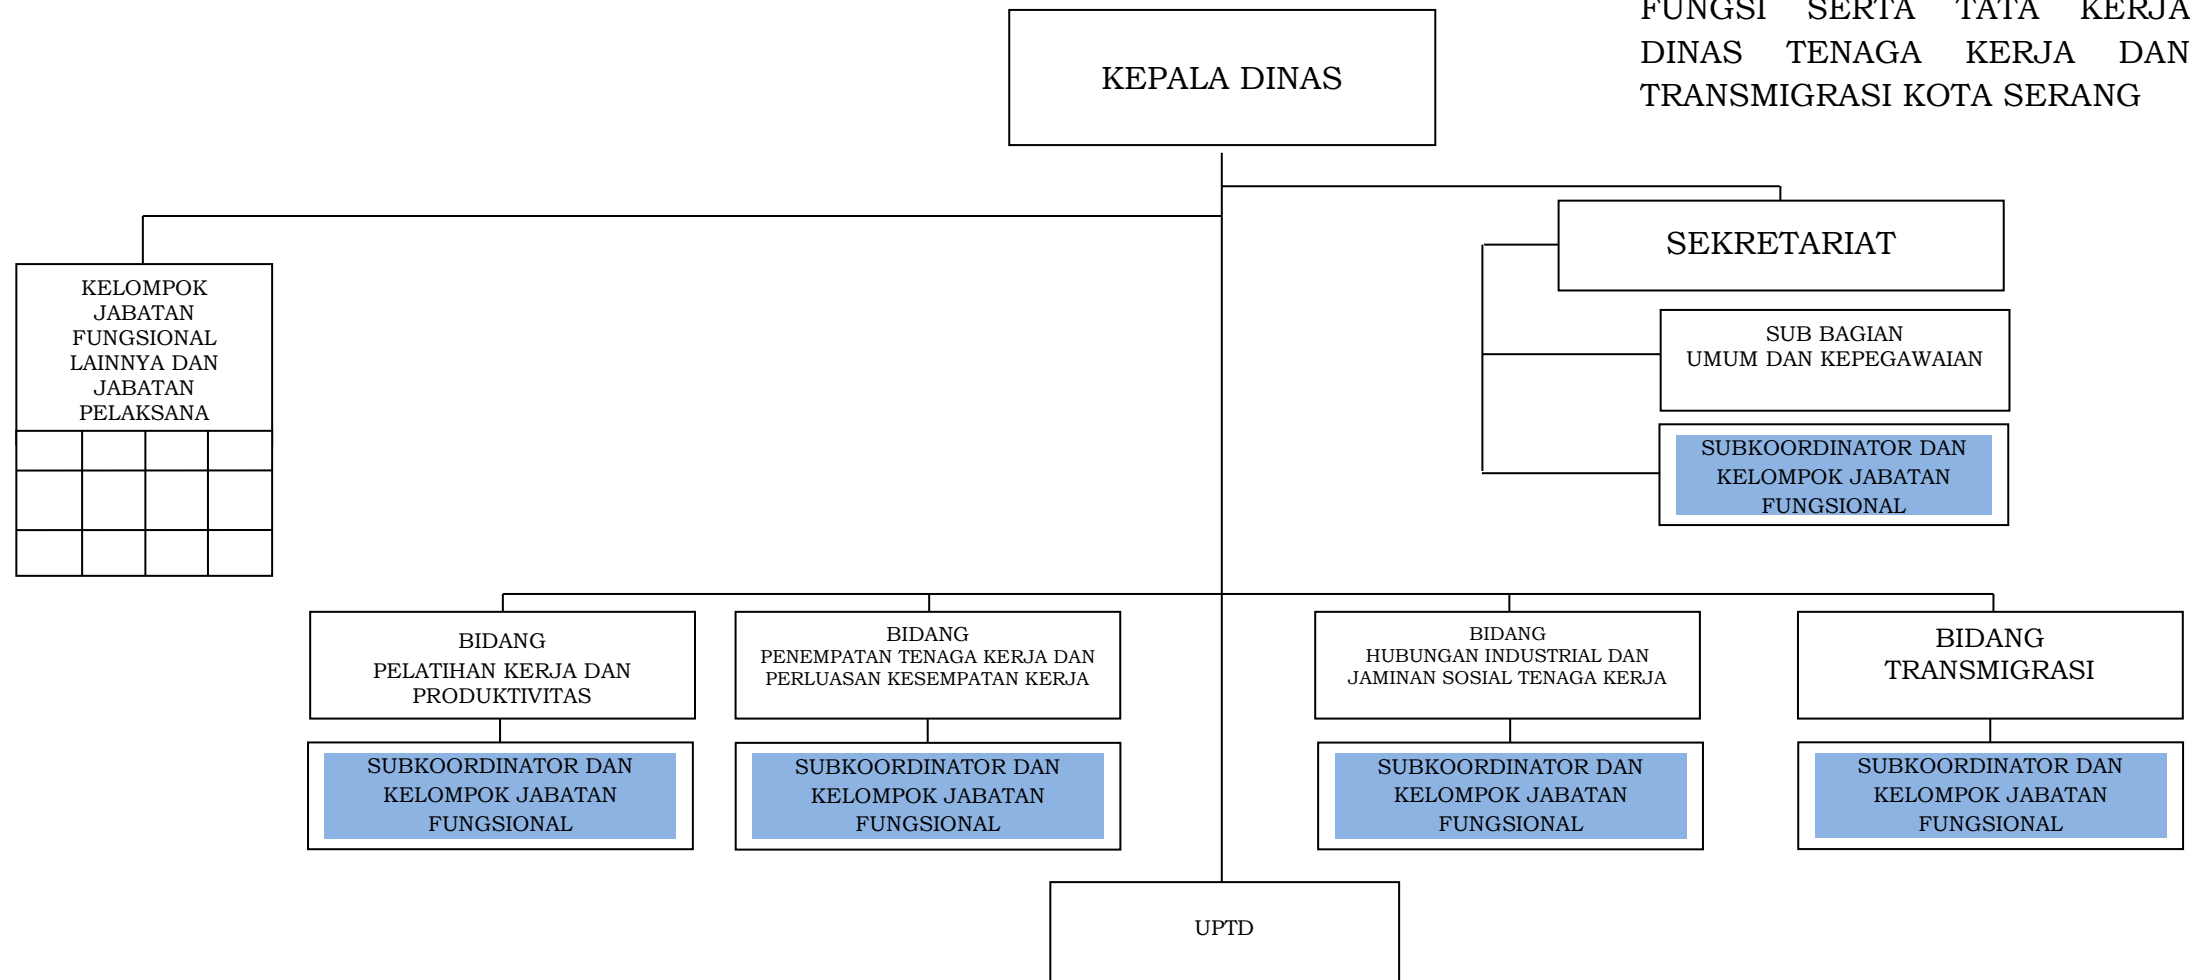 FUNGSI SERTA TATA KERJA
DINAS TENAGA KERJA DAN
TRANSMIGRASI KOTA SERANG
KEPALA DINAS
SEKRETARIAT
KELOMPOK
JABATAN
FUNGSIONAL
LAINNYA DAN
JABATAN
PELAKSANA
SUB BAGIAN
UMUM DAN KEPEGAWAIAN
SUBKOORDINATOR DAN
KELOMPOK JABATAN
FUNGSIONAL
BIDANG
PELATIHAN KERJA DAN
PRODUKTIVITAS
BIDANG
PENEMPATAN TENAGA KERJA DAN
PERLUASAN KESEMPATAN KERJA
BIDANG
HUBUNGAN INDUSTRIAL DAN
JAMINAN SOSIAL TENAGA KERJA
BIDANG
TRANSMIGRASI
SUBKOORDINATOR DAN
KELOMPOK JABATAN
FUNGSIONAL
SUBKOORDINATOR DAN
KELOMPOK JABATAN
FUNGSIONAL
SUBKOORDINATOR DAN
KELOMPOK JABATAN
FUNGSIONAL
SUBKOORDINATOR DAN
KELOMPOK JABATAN
FUNGSIONAL
UPTD